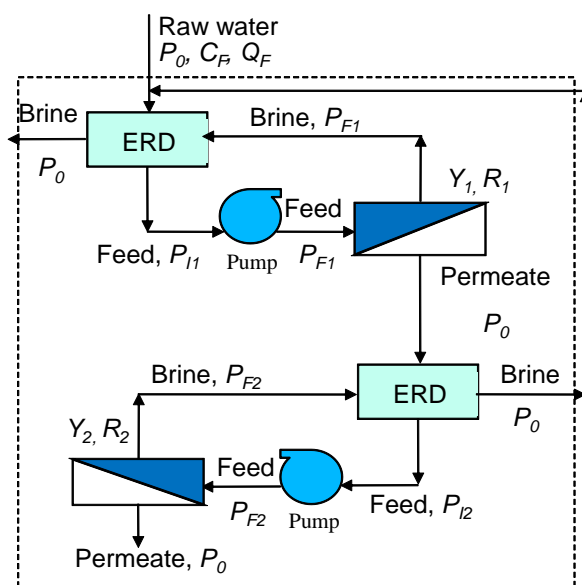 Raw water
P0, CF, QF
Brine
P0
ERD
Brine, PF1
Y1, R1
Feed
Feed, PI1
Pump
PF1
Permeate
P0
Brine, PF2
ERD
Brine
P0
Y2, R2
Feed
PF2
Pump
Feed, PI2
Permeate, P0